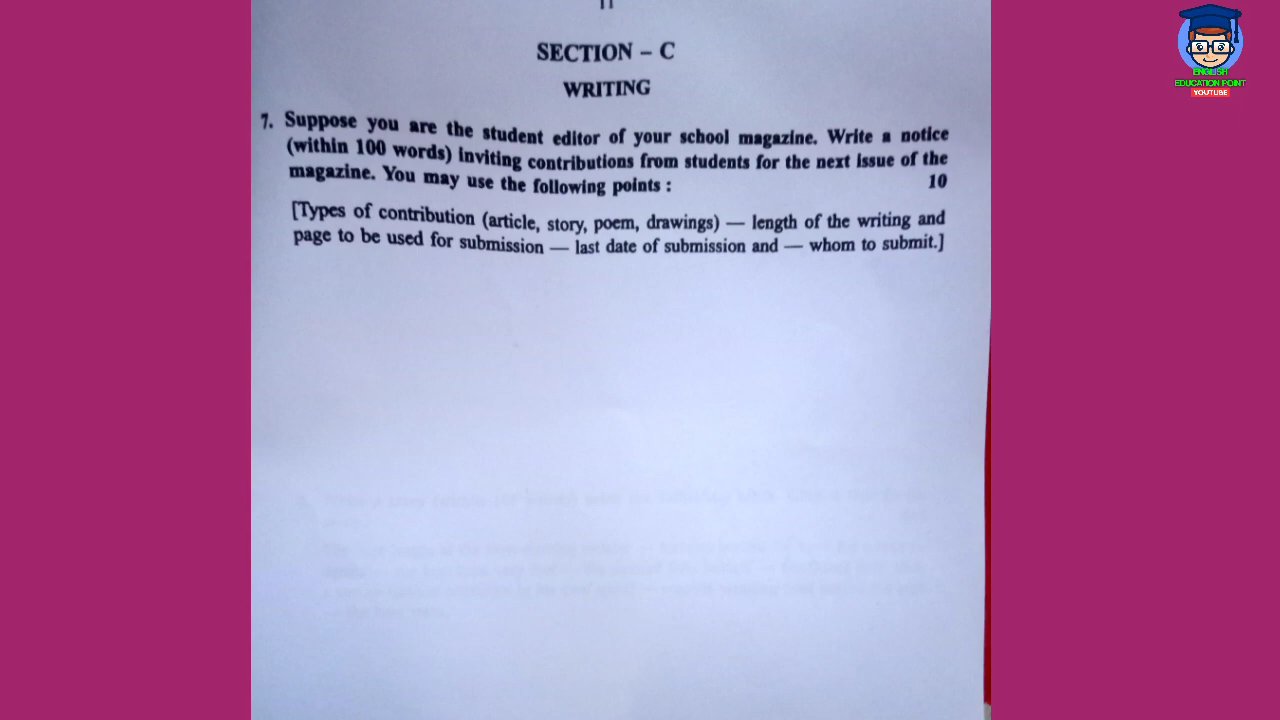 11
SECTION – C
WRITING
7. Suppose you are the student editor of your school magazine. Write a notice
(within 100 words) inviting contributions from students for the next issue of the
magazine. You may use the following points :
10
[Types of contribution (article, story, poem, drawings) — length of the writing and
page to be used for submission — last date of submission and — whom to submit.]
ENGLISH
EDUCATION POINT
YOUTUBE